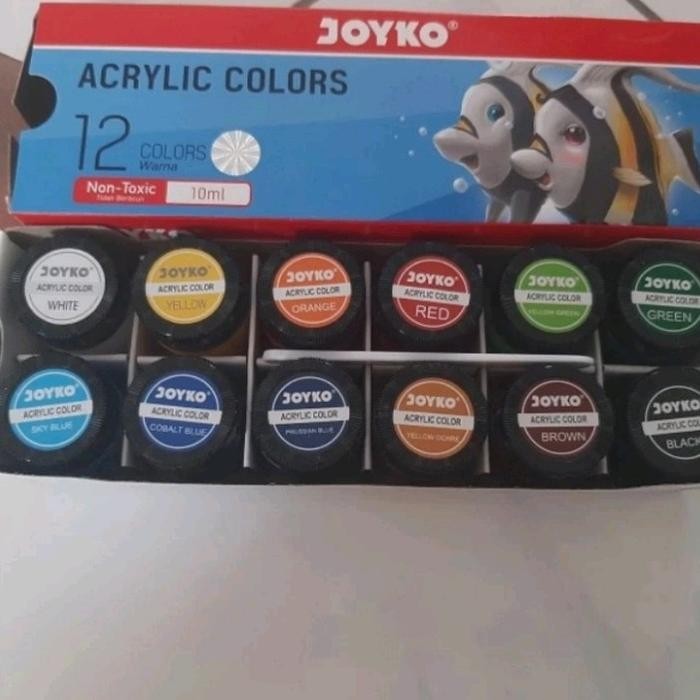 JOYKO®
ACRYLIC COLORS
12 COLORS
Warna
Non-Toxic
Tidak Beracun
10ml
JOYKO®
ACRYLIC COLOR
WHITE
JOYKO®
ACRYLIC COLOR
YELLOW
JOYKO®
ACRYLIC COLOR
ORANGE
JOYKO®
ACRYLIC COLOR
RED
JOYKO®
ACRYLIC COLOR
YELLOW GREEN
JOYKO®
ACRYLIC COLOR
GREEN
JOYKO®
ACRYLIC COLOR
SKY BLUE
JOYKO®
ACRYLIC COLOR
COBALT BLUE
JOYKO®
ACRYLIC COLOR
PRUSSIAN BLUE
JOYKO®
ACRYLIC COLOR
YELLOW OCHRE
JOYKO®
ACRYLIC COLOR
BROWN
JOYKO
ACRYLIC COL
BLACK